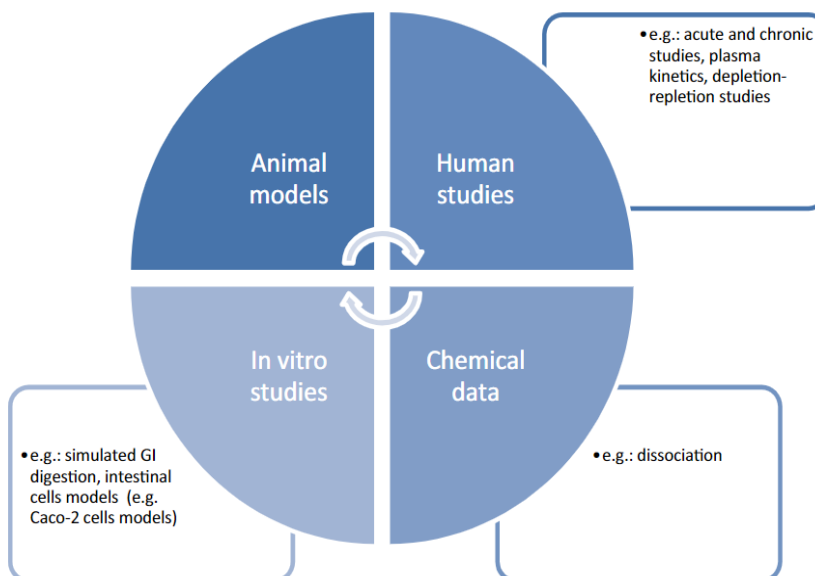 •e.g.: acute and chronic
studies, plasma
kinetics, depletion-
repletion studies
Animal
models
Human
studies
In vitro
studies
Chemical
data
•e.g.: simulated GI
digestion, intestinal
cells models (e.g.
Caco-2 cells models)
•e.g.: dissociation